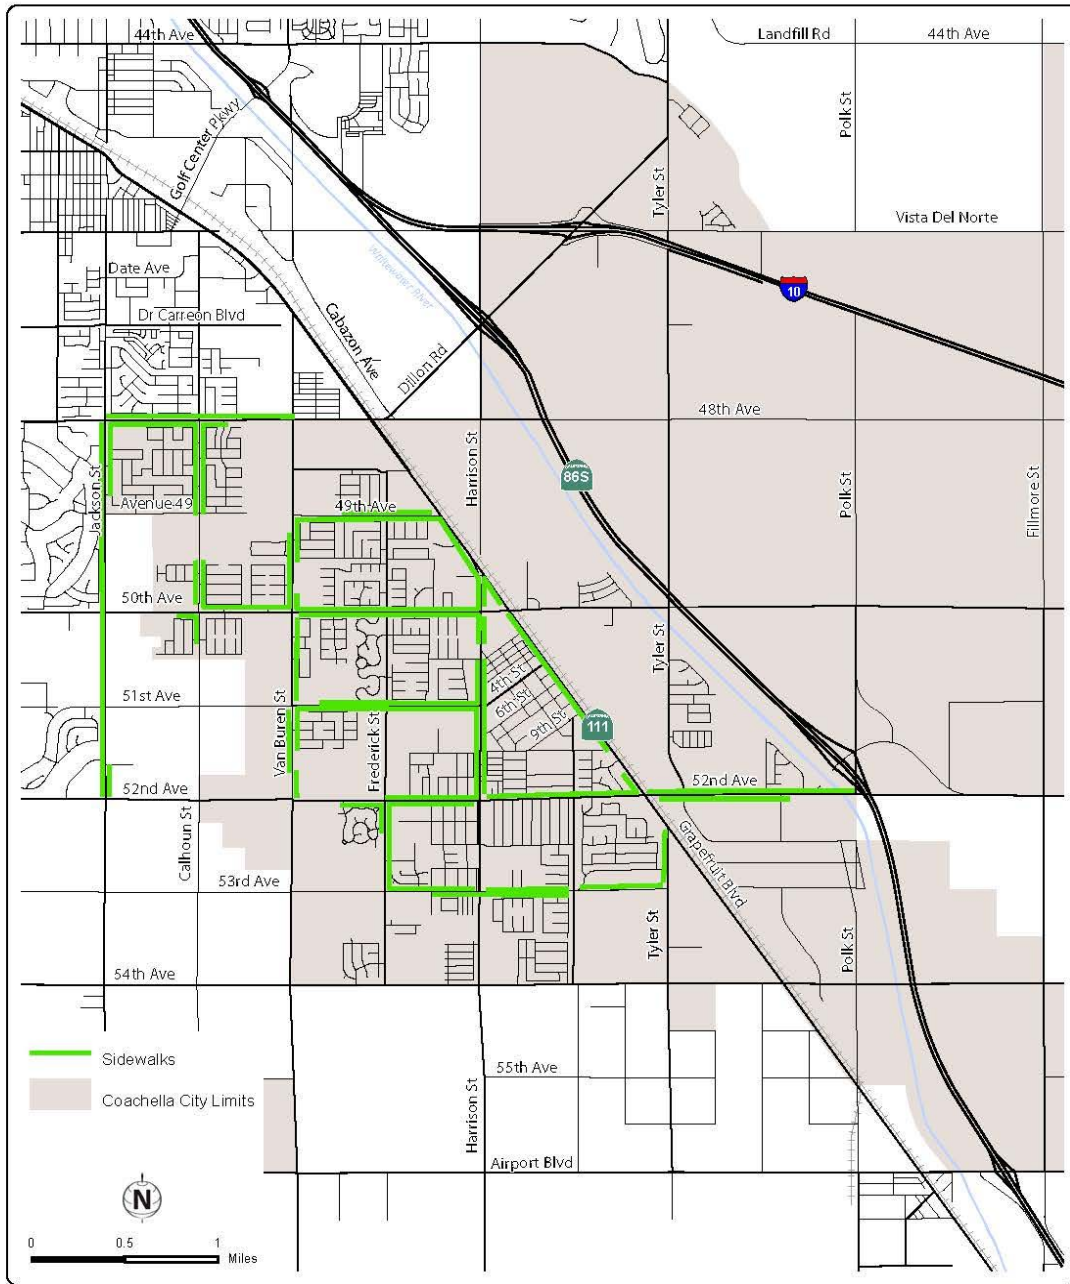 44th Ave
Landfill Rd
44th Ave
Polk St
Golf Center Pkwy
Tyler St
Vista Del Norte
Date Ave
Whitewater River
10
Dr Carreon Blvd
Cabazon Ave
Dillon Rd
48th Ave
Harrison St
CALIFORNIA
86S
Jackson St
Avenue 49
49th Ave
Polk St
Fillmore St
50th Ave
Tyler St
4th St
51st Ave
6th St
Van Buren St
Frederick St
9th St
CALIFORNIA
111
52nd Ave
52nd Ave
Calhoun St
Grapefruit Blvd
53rd Ave
Tyler St
Polk St
54th Ave
Sidewalks
55th Ave
Coachella City Limits
Harrison St
Airport Blvd
N
0 0.5 1
Miles